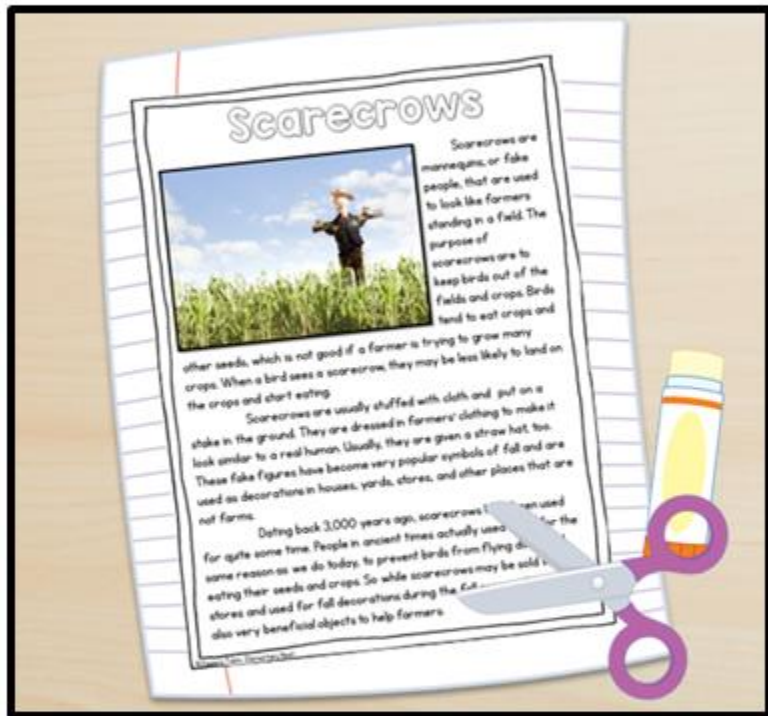 Scarecrows
Scarecrows are
mannequins, or fake
people, that are used
to look like farmers
standing in a field. The
purpose of
scarecrows are to
keep birds out of the
fields and crops. Birds
tend to eat crops and
other seeds, which is not good if a farmer is trying to grow many
crops. When a bird sees a scarecrow, they may be less likely to land on
the crops and start eating.
Scarecrows are usually stuffed with cloth and put on a
stake in the ground. They are dressed in farmers' clothing to make it
look similar to a real human. Usually, they are given a straw hat, too.
These fake figures have become very popular symbols of fall and are
used as decorations in houses, yards, stores, and other places that are
not farms.
Dating back 3,000 years ago, scarecrows used
for quite some time. People in ancient times actually used for the
same reason as we do today, to prevent birds from flying
eating their seeds and crops. So while scarecrows may be sold
stores and used for fall decorations during the
also very beneficial objects to help farmers.